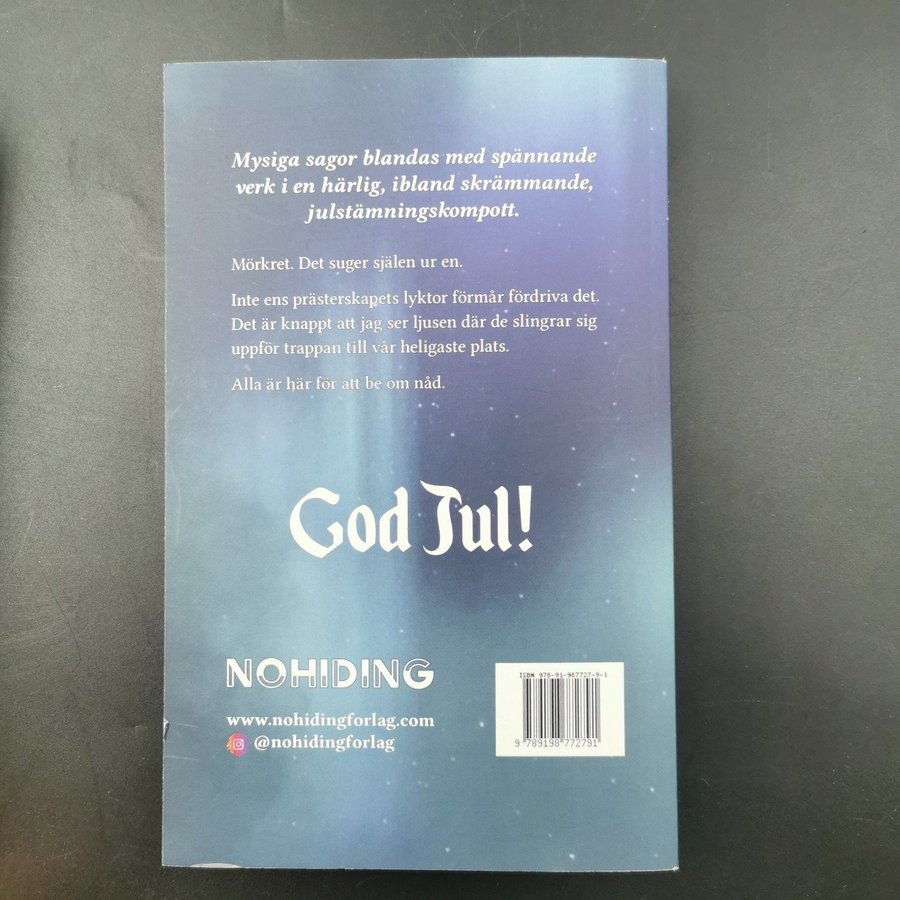 Mysiga sagor blandas med spännande
verk i en härlig, ibland skrämmande,
julstämningskompott.
Mörkret. Det suger själen ur en.
Inte ens prästerskapets lyktor förmår fördriva det.
Det är knappt att jag ser ljusen där de slingrar sig
uppför trappan till vår heligaste plats.
Alla är här för att be om nåd.
God Jul!
NOHIDING
www.nohidingforlag.com
@nohidingforlag
ISBN 978-91-987727-9-1
9 789198 772791